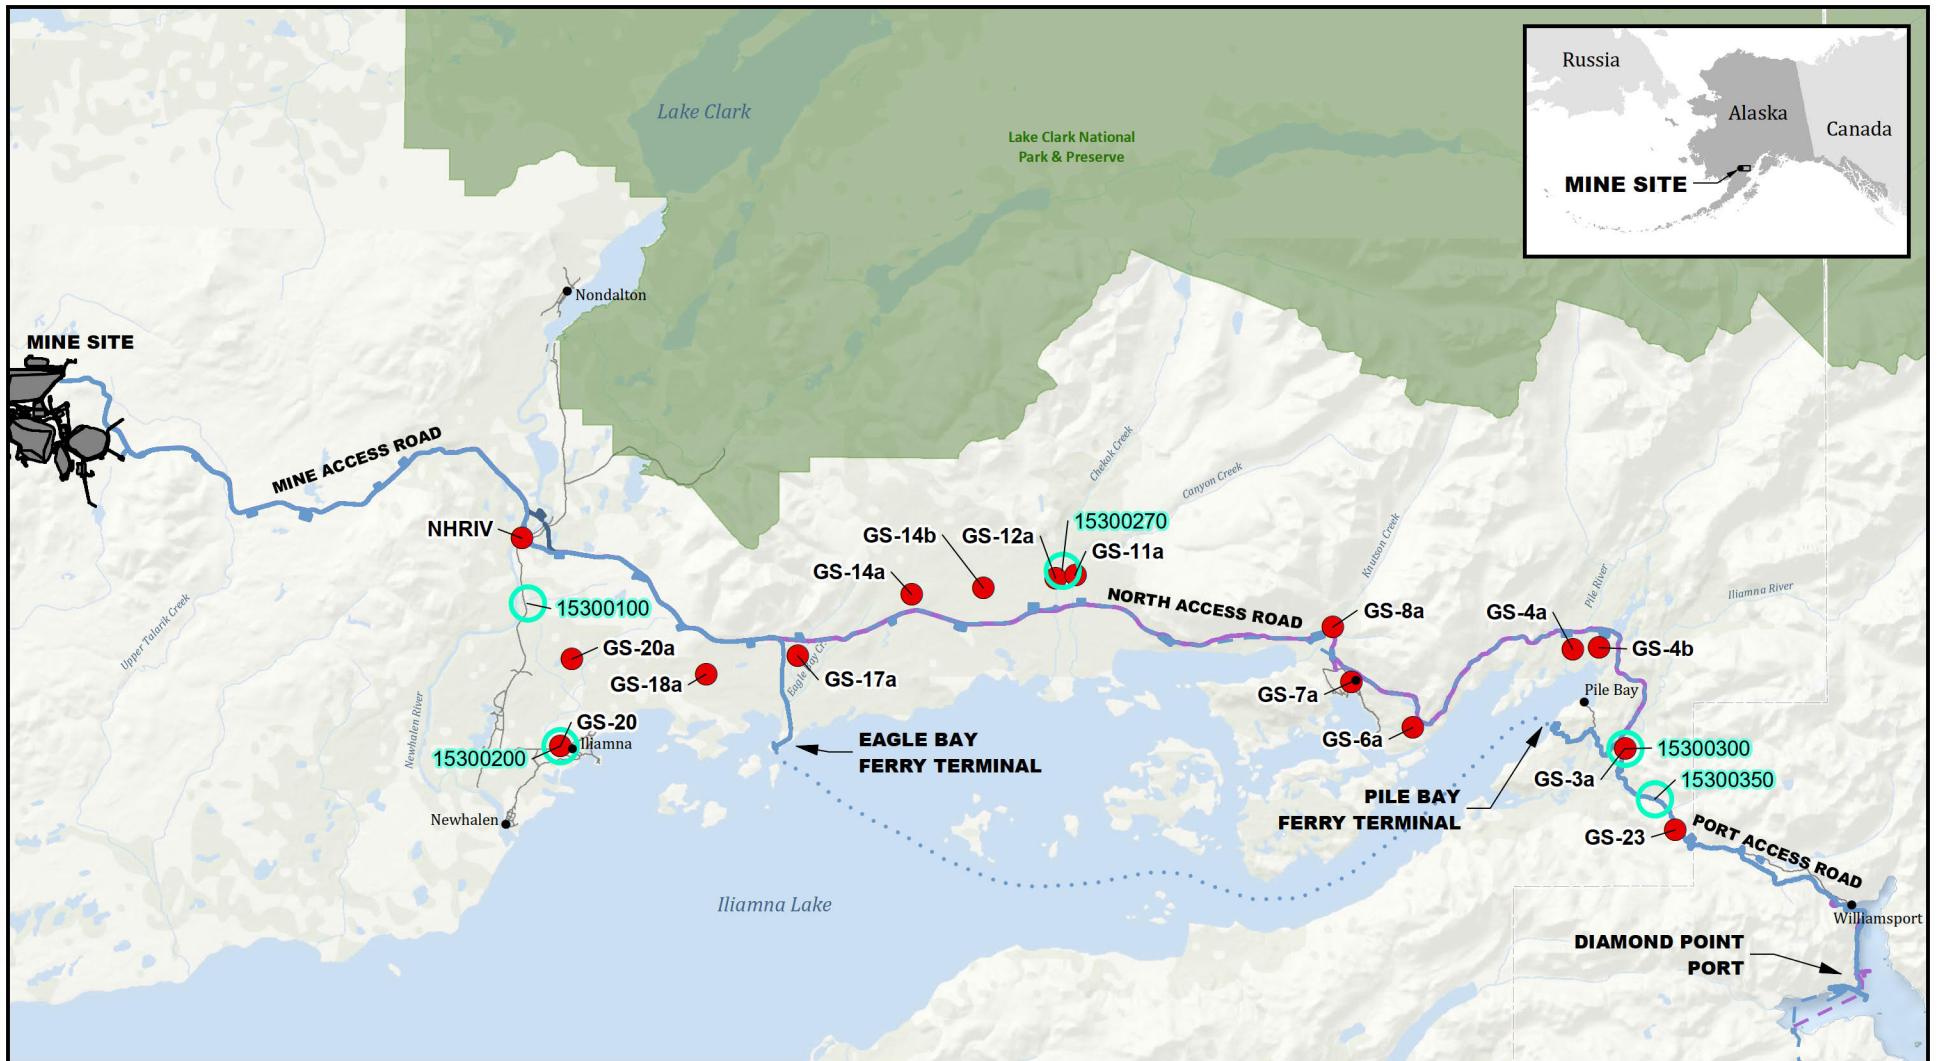 Russia
Alaska
Canada
MINE SITE
Lake Clark
Lake Clark National
Park & Preserve
Nondalton
MINE SITE
MINE ACCESS ROAD
NHRIV
15300100
GS-20a
GS-18a
GS-17a
GS-20
Iliamna
15300200
Newhalen
Upper Talarik Creek
Newhalen River
Eagle Bay Cr.
GS-14a
GS-14b
GS-12a
15300270
GS-11a
Chekok Creek
Canyon Creek
Knutson Creek
NORTH ACCESS ROAD
GS-8a
GS-7a
GS-6a
GS-4a
GS-4b
Pile River
Iliamna River
Pile Bay
EAGLE BAY
FERRY TERMINAL
PILE BAY
FERRY TERMINAL
15300300
GS-3a
15300350
GS-23
PORT ACCESS ROAD
Williamsport
DIAMOND POINT
PORT
Iliamna Lake